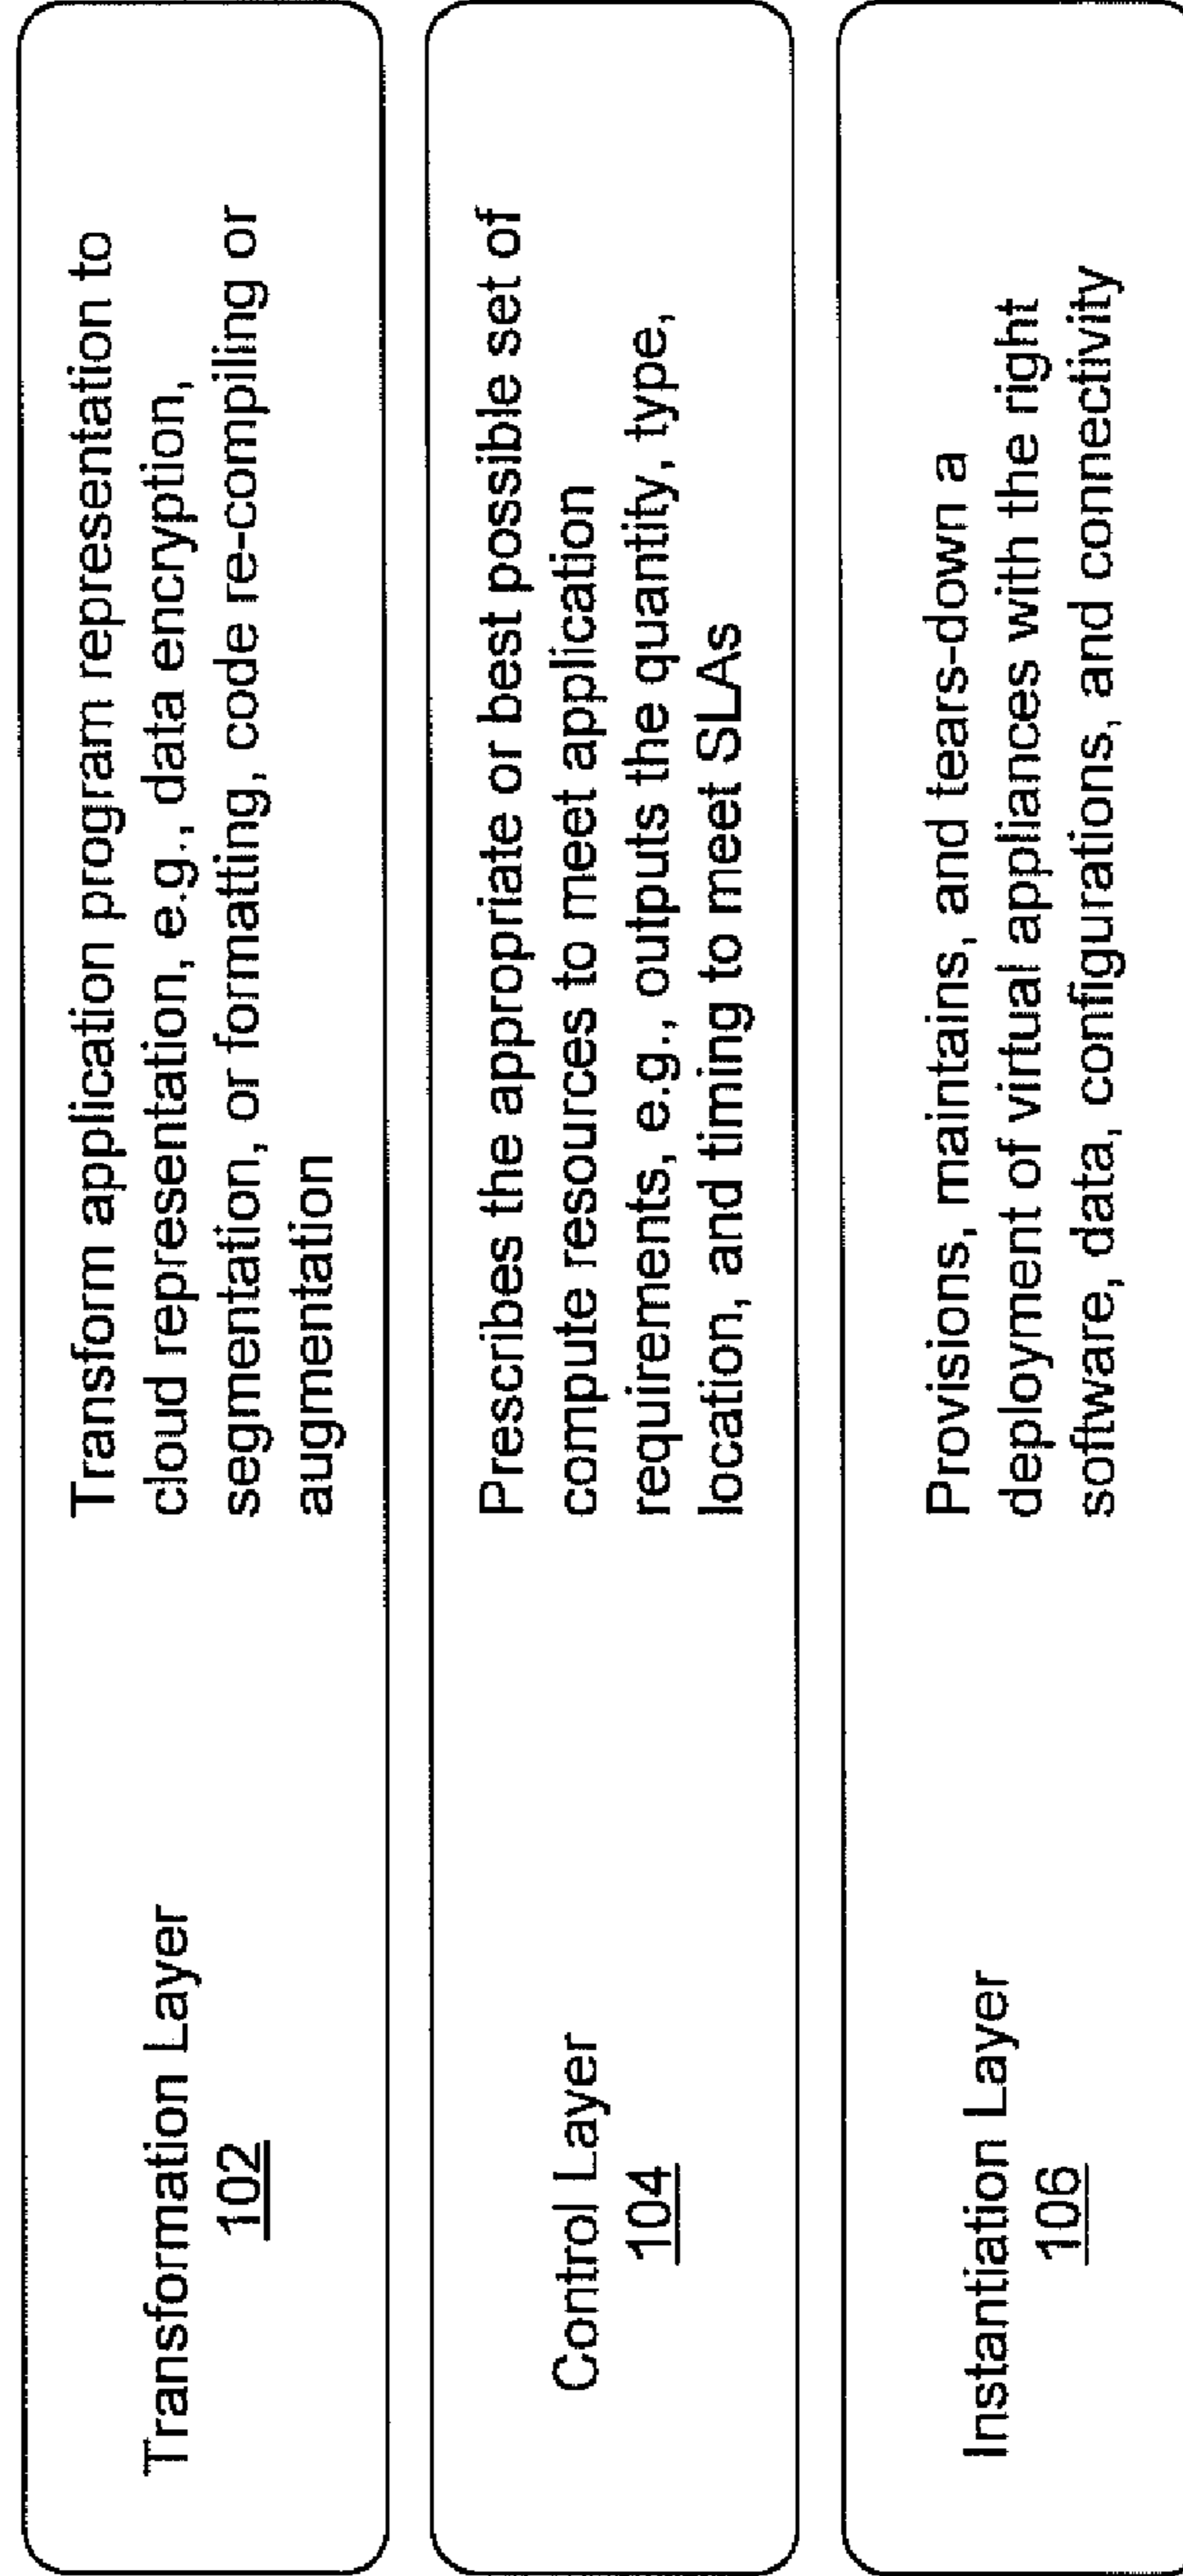 Transformation Layer
102
Transform application program representation to
cloud representation, e.g., data encryption,
segmentation, or formatting, code re-compiling or
augmentation
Control Layer
104
Prescribes the appropriate or best possible set of
compute resources to meet application
requirements, e.g., outputs the quantity, type,
location, and timing to meet SLAs
Instantiation Layer
106
Provisions, maintains, and tears-down a
deployment of virtual appliances with the right
software, data, configurations, and connectivity